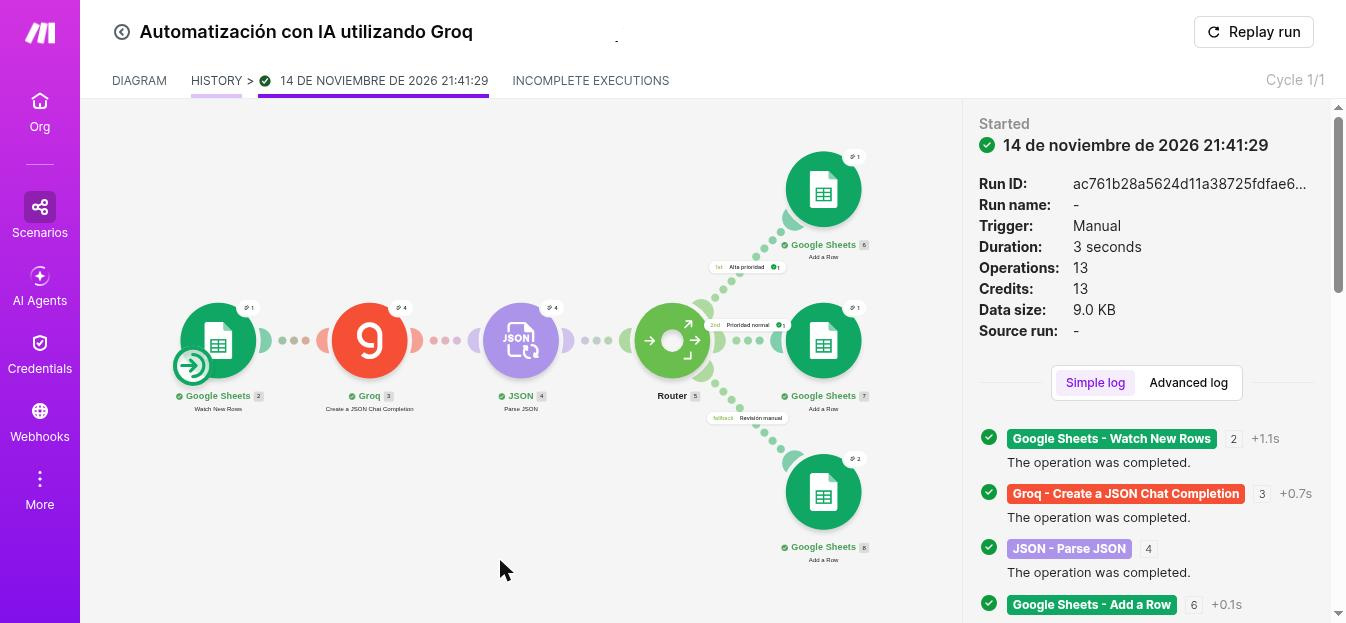 Automatización con IA utilizando Groq
Replay run
DIAGRAM
HISTORY > 14 DE NOVIEMBRE DE 2026 21:41:29
INCOMPLETE EXECUTIONS
Cycle 1/1
Org
Scenarios
AI Agents
Credentials
Webhooks
More
1
Google Sheets 2
Watch New Rows
4
Groq 3
Create a JSON Chat Completion
4
JSON
JSON 4
Parse JSON
Router 5
1st Alta prioridad 1
2nd Prioridad normal 1
fallback Revisión manual
1
Google Sheets 6
Add a Row
1
Google Sheets 7
Add a Row
2
Google Sheets 8
Add a Row
Started
14 de noviembre de 2026 21:41:29
Run ID: ac761b28a5624d11a38725fdfae6...
Run name: -
Trigger: Manual
Duration: 3 seconds
Operations: 13
Credits: 13
Data size: 9.0 KB
Source run: -
Simple log
Advanced log
Google Sheets - Watch New Rows 2 +1.1s
The operation was completed.
Groq - Create a JSON Chat Completion 3 +0.7s
The operation was completed.
JSON - Parse JSON 4
The operation was completed.
Google Sheets - Add a Row 6 +0.1s